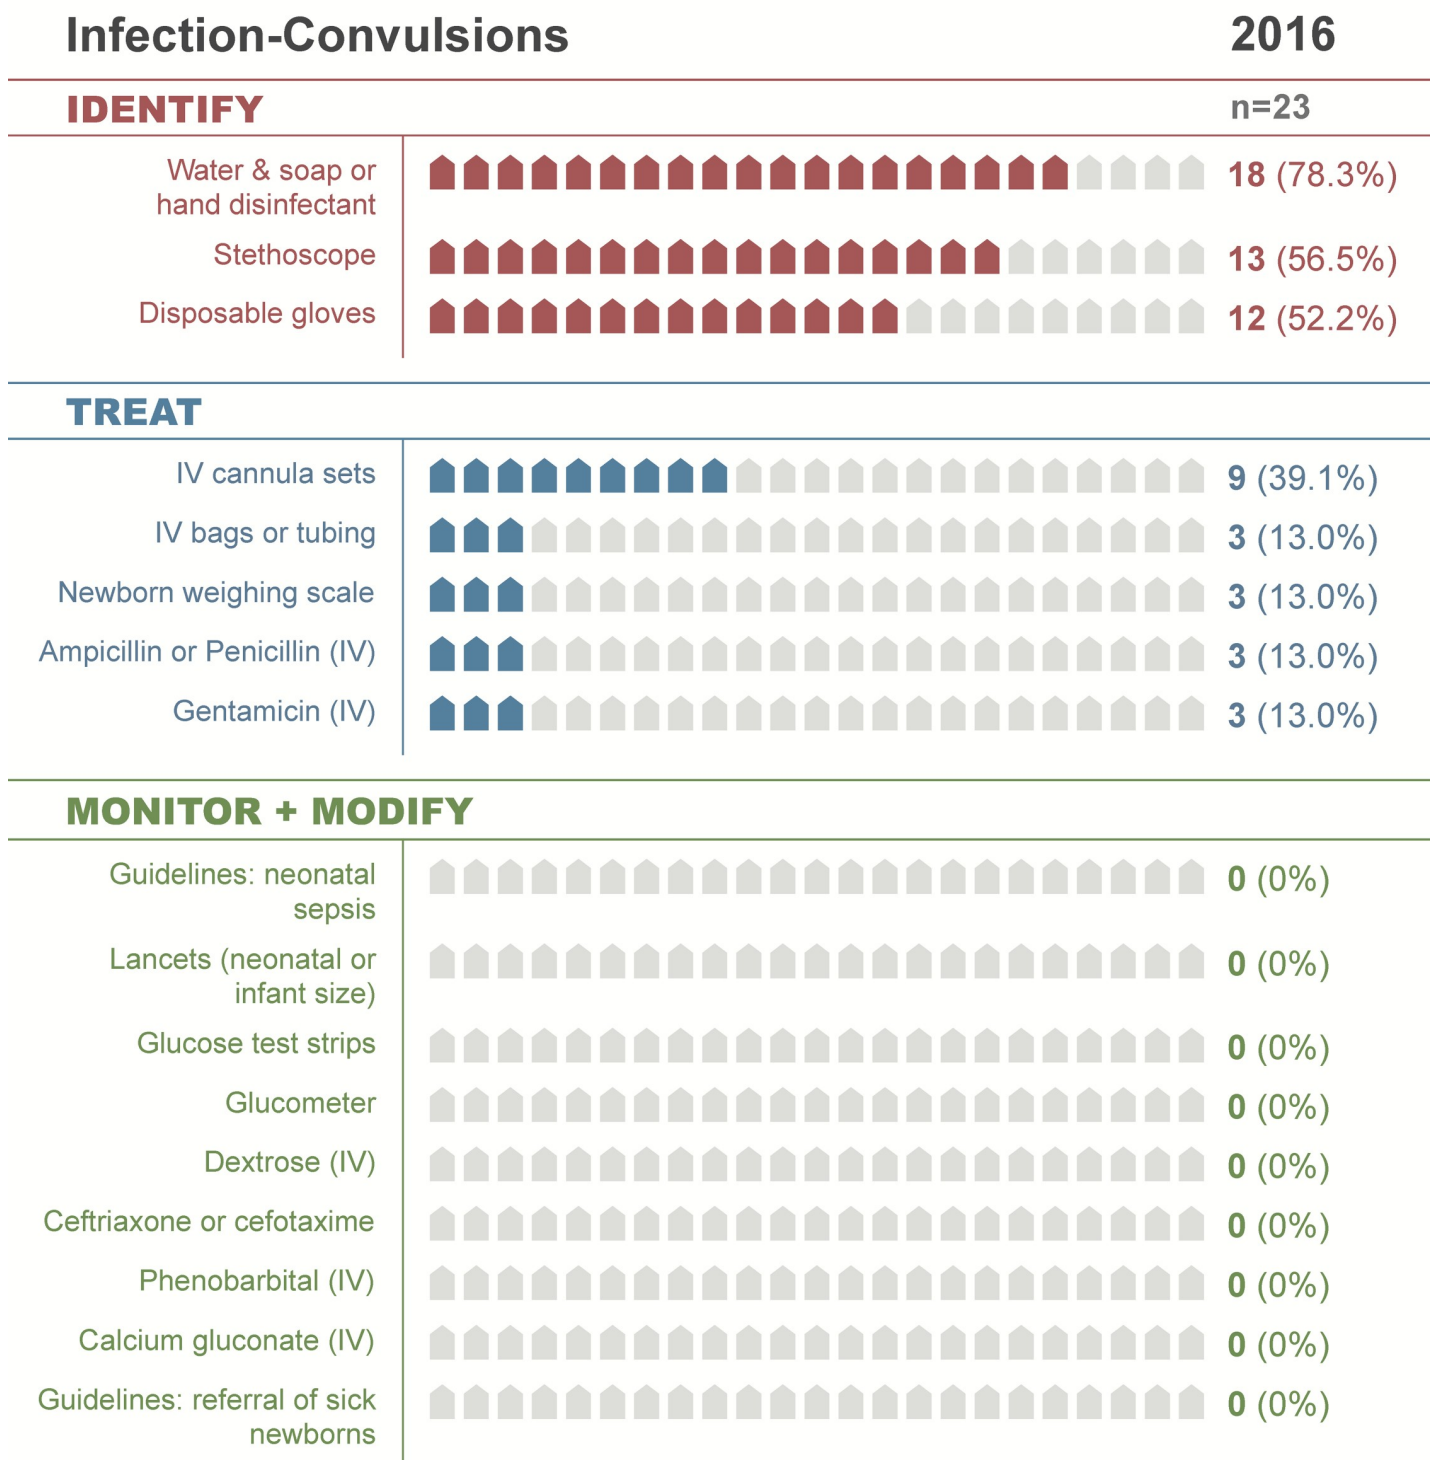 Infection-Convulsions 2016
IDENTIFY n=23
Water & soap or
hand disinfectant
18 (78.3%)
Stethoscope 13 (56.5%)
Disposable gloves 12 (52.2%)
TREAT
IV cannula sets 9 (39.1%)
IV bags or tubing 3 (13.0%)
Newborn weighing scale 3 (13.0%)
Ampicillin or Penicillin (IV) 3 (13.0%)
Gentamicin (IV) 3 (13.0%)
MONITOR + MODIFY
Guidelines: neonatal
sepsis
0 (0%)
Lancets (neonatal or
infant size)
0 (0%)
Glucose test strips 0 (0%)
Glucometer 0 (0%)
Dextrose (IV) 0 (0%)
Ceftriaxone or cefotaxime 0 (0%)
Phenobarbital (IV) 0 (0%)
Calcium gluconate (IV) 0 (0%)
Guidelines: referral of sick
newborns
0 (0%)